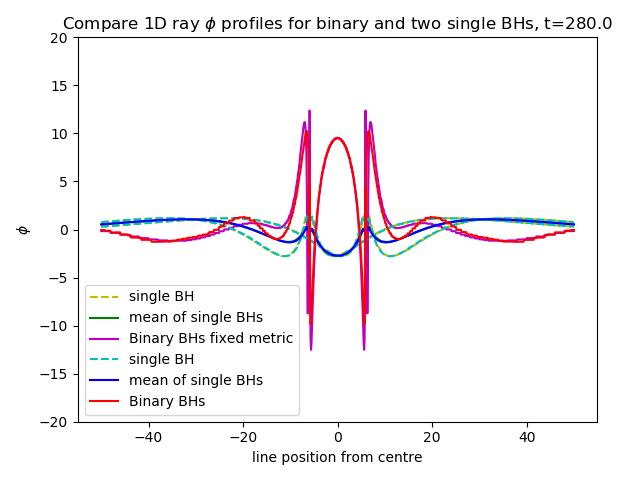 Compare 1D ray ϕ profiles for binary and two single BHs, t=280.0
20
15
10
5
0
−5
−10
−15
−20
ϕ
single BH
mean of single BHs
Binary BHs fixed metric
single BH
mean of single BHs
Binary BHs
−40 −20 0 20 40
line position from centre